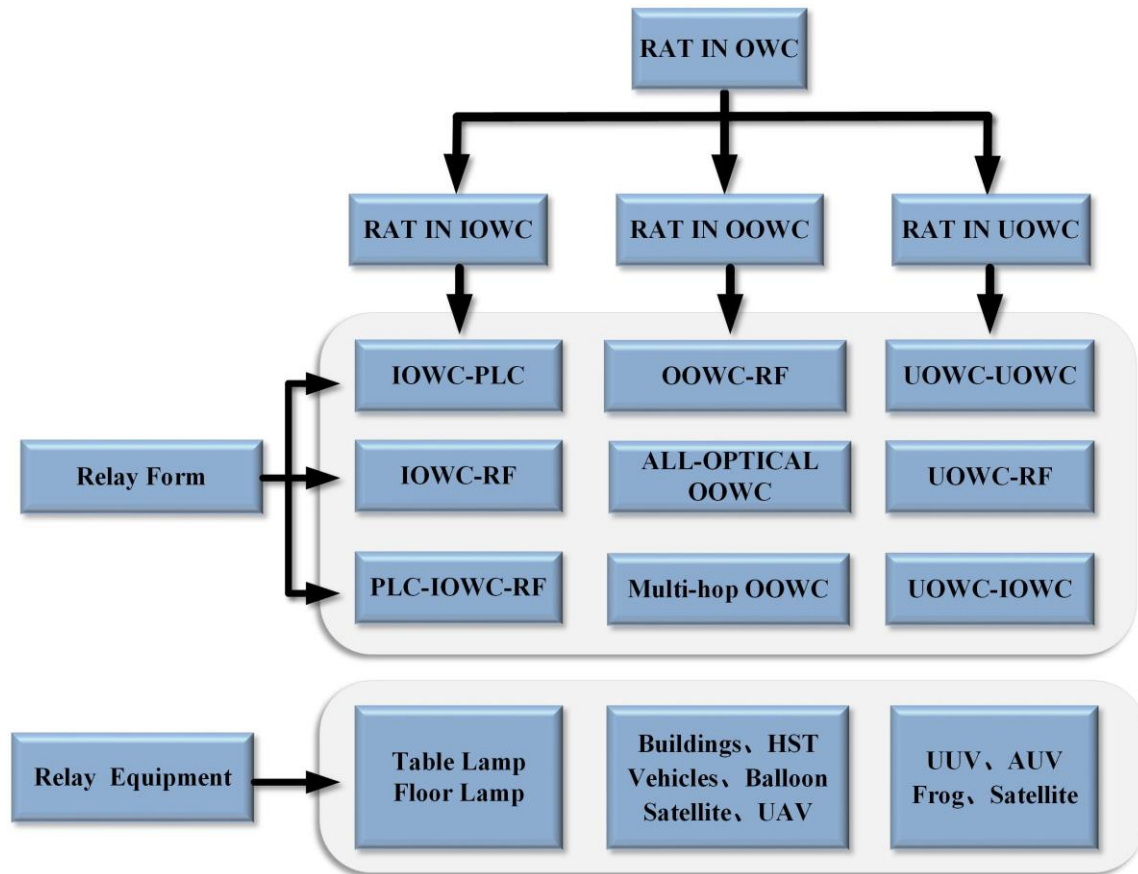 RAT IN OWC
RAT IN IOWC
RAT IN OOWC
RAT IN UOWC
Relay Form
IOWC-PLC
OOWC-RF
UOWC-UOWC
IOWC-RF
ALL-OPTICAL
OOWC
UOWC-RF
PLC-IOWC-RF
Multi-hop OOWC
UOWC-IOWC
Relay Equipment
Table Lamp
Floor Lamp
Buildings、HST
Vehicles、Balloon
Satellite、UAV
UUV、AUV
Frog、Satellite